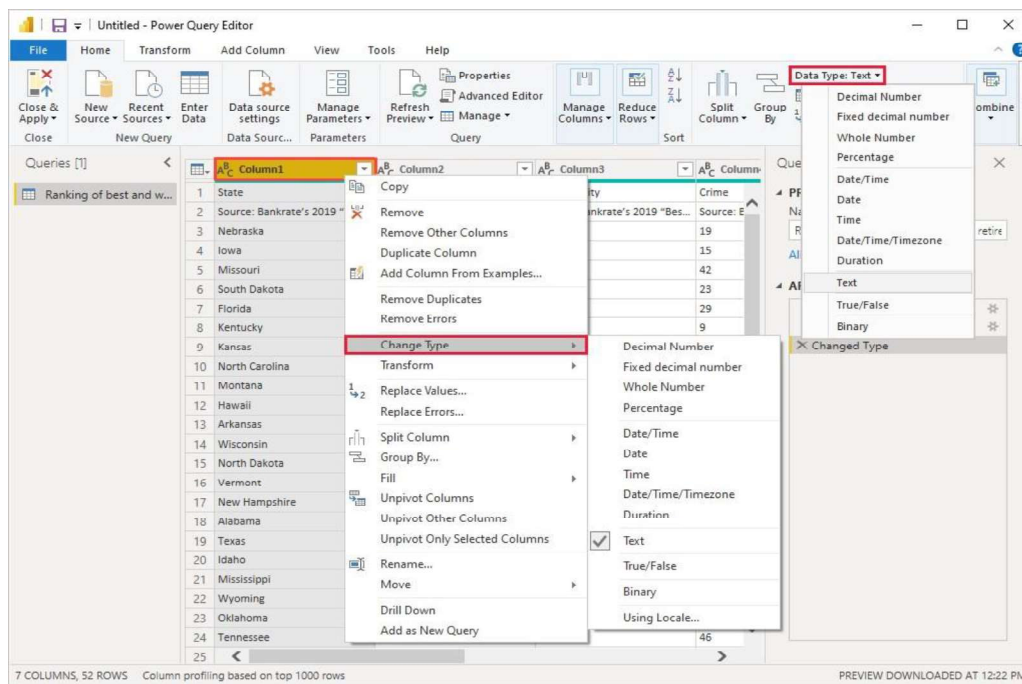 Untitled - Power Query Editor
File Home Transform Add Column View Tools Help
Close & Apply
New Source
Recent Sources
Enter Data
Data source settings
Manage Parameters
Refresh Preview
Properties
Advanced Editor
Manage
Manage Columns
Reduce Rows
Split Column
Group By
Data Type: Text
ombine
Close New Query Data Sourc... Parameters Query Sort
Decimal Number
Fixed decimal number
Whole Number
Percentage
Date/Time
Date
Time
Date/Time/Timezone
Duration
Text
True/False
Binary
Queries [1]
Ranking of best and w...
Column1 Column2 Column3 Column
Que
PR
Na
R
retire
Al
AP
Changed Type
1 State ity Crime
2 Source: Bankrate's 2019 " ankrate's 2019 "Bes... Source: B
3 Nebraska 19
4 Iowa 15
5 Missouri 42
6 South Dakota 23
7 Florida 29
8 Kentucky 9
9 Kansas
10 North Carolina
11 Montana
12 Hawaii
13 Arkansas
14 Wisconsin
15 North Dakota
16 Vermont
17 New Hampshire
18 Alabama
19 Texas
20 Idaho
21 Mississippi
22 Wyoming
23 Oklahoma
24 Tennessee 46
25
Copy
Remove
Remove Other Columns
Duplicate Column
Add Column From Examples...
Remove Duplicates
Remove Errors
Change Type
Transform
Replace Values...
Replace Errors...
Split Column
Group By...
Fill
Unpivot Columns
Unpivot Other Columns
Unpivot Only Selected Columns
Rename...
Move
Drill Down
Add as New Query
Decimal Number
Fixed decimal number
Whole Number
Percentage
Date/Time
Date
Time
Date/Time/Timezone
Duration
Text
True/False
Binary
Using Locale...
7 COLUMNS, 52 ROWS Column profiling based on top 1000 rows PREVIEW DOWNLOADED AT 12:22 PM